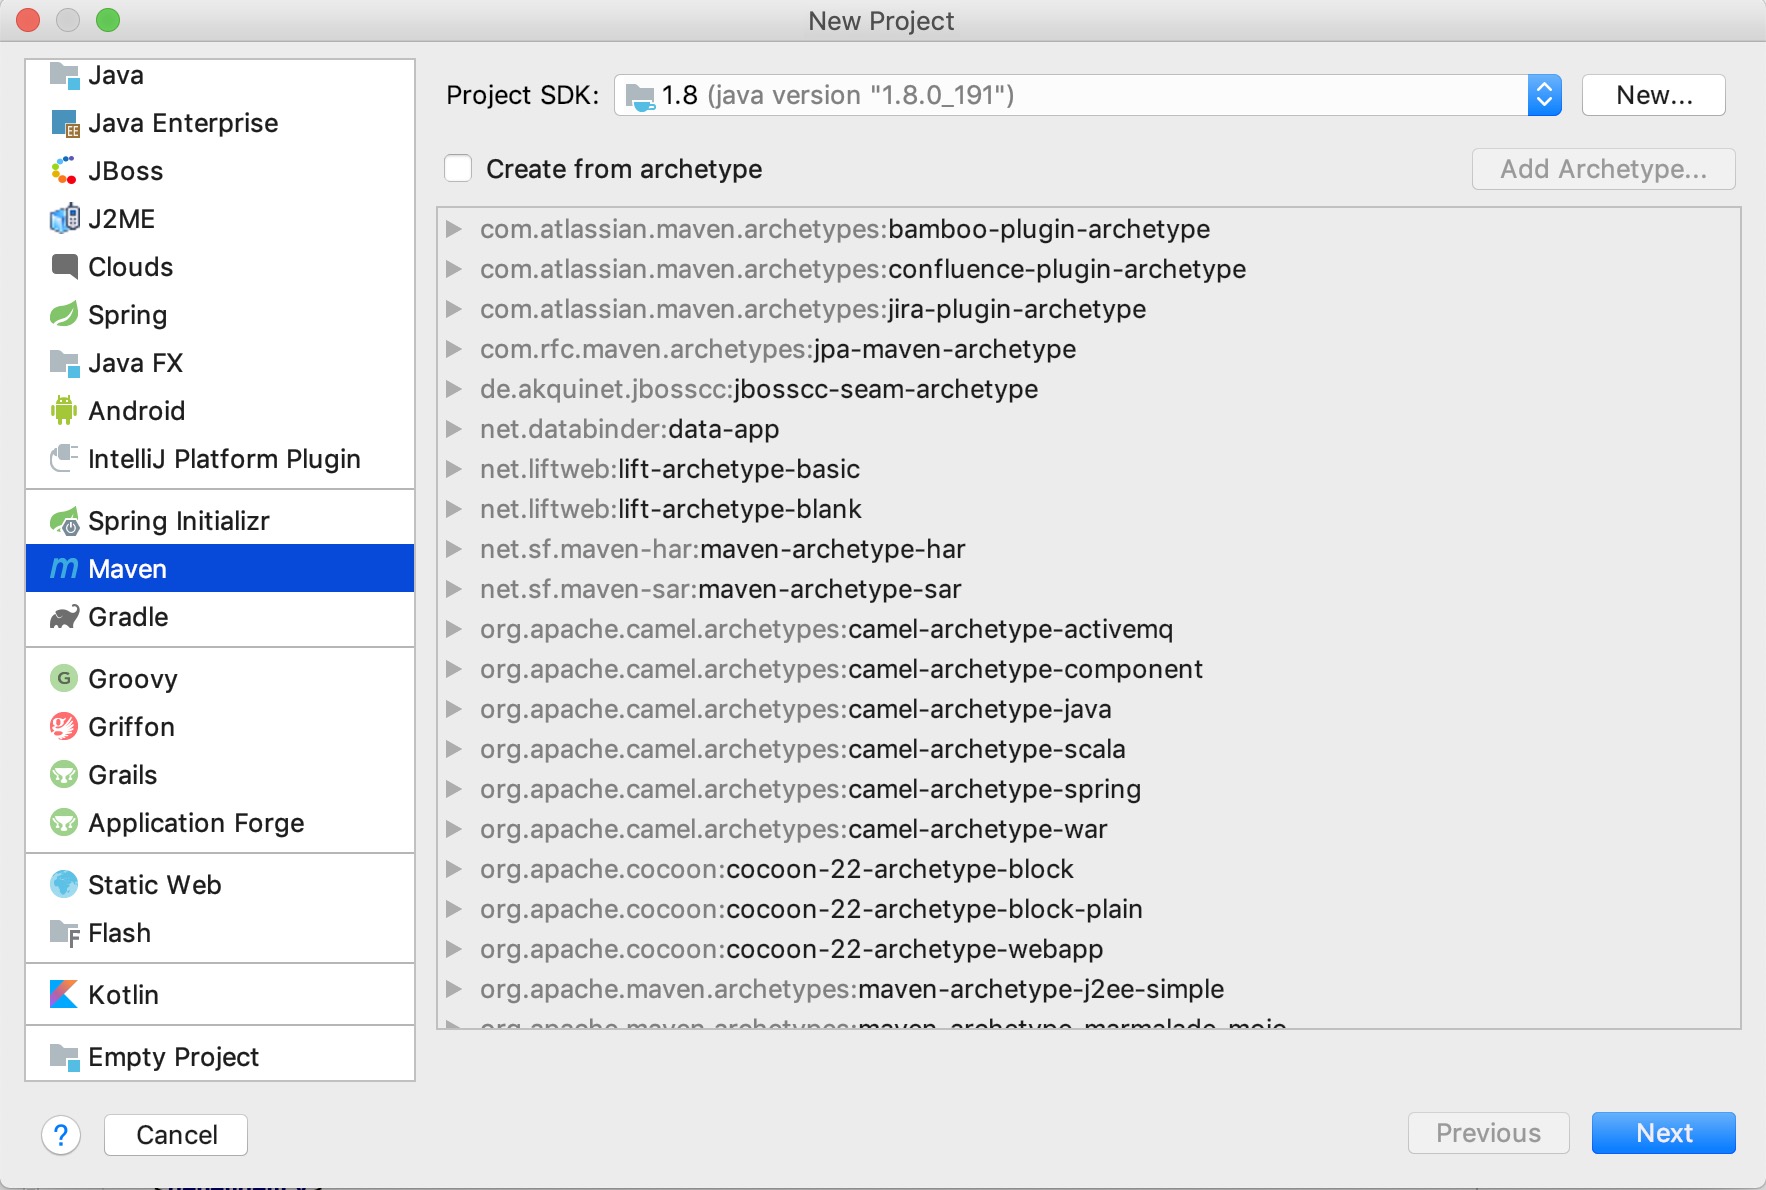 New Project
Java
Java Enterprise
JBoss
J2ME
Clouds
Spring
Java FX
Android
IntelliJ Platform Plugin
Spring Initializr
Maven
Gradle
Groovy
Griffon
Grails
Application Forge
Static Web
Flash
Kotlin
Empty Project
Project SDK: 1.8 (java version "1.8.0_191") New...
Create from archetype Add Archetype...
com.atlassian.maven.archetypes:bamboo-plugin-archetype
com.atlassian.maven.archetypes:confluence-plugin-archetype
com.atlassian.maven.archetypes:jira-plugin-archetype
com.rfc.maven.archetypes:jpa-maven-archetype
de.akquinet.jbosscc:jbosscc-seam-archetype
net.databinder:data-app
net.liftweb:lift-archetype-basic
net.liftweb:lift-archetype-blank
net.sf.maven-har:maven-archetype-har
net.sf.maven-sar:maven-archetype-sar
org.apache.camel.archetypes:camel-archetype-activemq
org.apache.camel.archetypes:camel-archetype-component
org.apache.camel.archetypes:camel-archetype-java
org.apache.camel.archetypes:camel-archetype-scala
org.apache.camel.archetypes:camel-archetype-spring
org.apache.camel.archetypes:camel-archetype-war
org.apache.cocoon:cocoon-22-archetype-block
org.apache.cocoon:cocoon-22-archetype-block-plain
org.apache.cocoon:cocoon-22-archetype-webapp
org.apache.maven.archetypes:maven-archetype-j2ee-simple
org.apache.maven.archetypes:maven-archetype-marmalade-mojo
? Cancel Previous Next